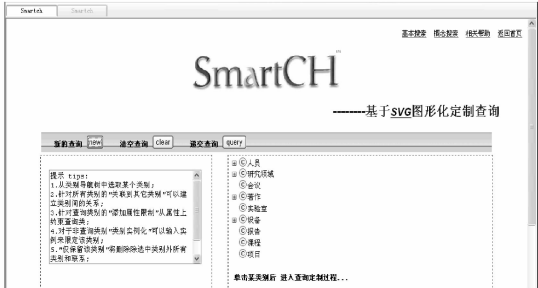 Smartch Smartch
基本搜索 概念搜索 相关帮助 返回首页
SmartCH
--------基于SVG图形化定制查询
新的查询 new 清空查询 clear 递交查询 query
提示 tips:
1.从类别导航树中选取某个类别;
2.针对所有类别的"关联到其它类别"可以建
立类别间的关系;
3.针对查询类别的"添加属性限制"从属性上
约束查询类;
4.对于非查询类别"类别实例化"可以输入实
例来限定该类别;
5."仅保留该类别"将删除除选中类别外所有
类别和联系;
人员
研究领域
会议
著作
实验室
设备
报告
课程
项目
单击某类别后 进入查询定制过程...